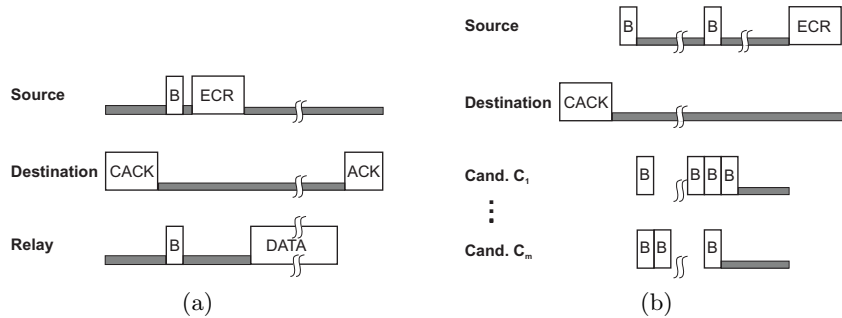 Source
B
ECR
Destination
CACK
ACK
Relay
B
DATA
(a)
Source
B
B
ECR
Destination
CACK
Cand. C1
B
B B B
⋮
Cand. Cm
B B
B
(b)